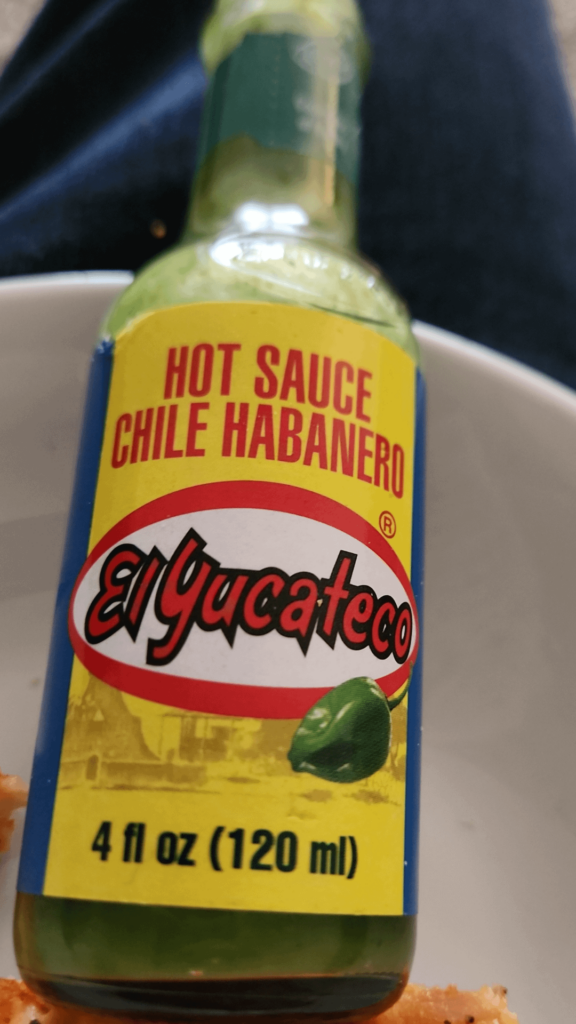 HOT SAUCE
CHILE HABANERO
®
El Yucateco
4 fl oz (120 ml)